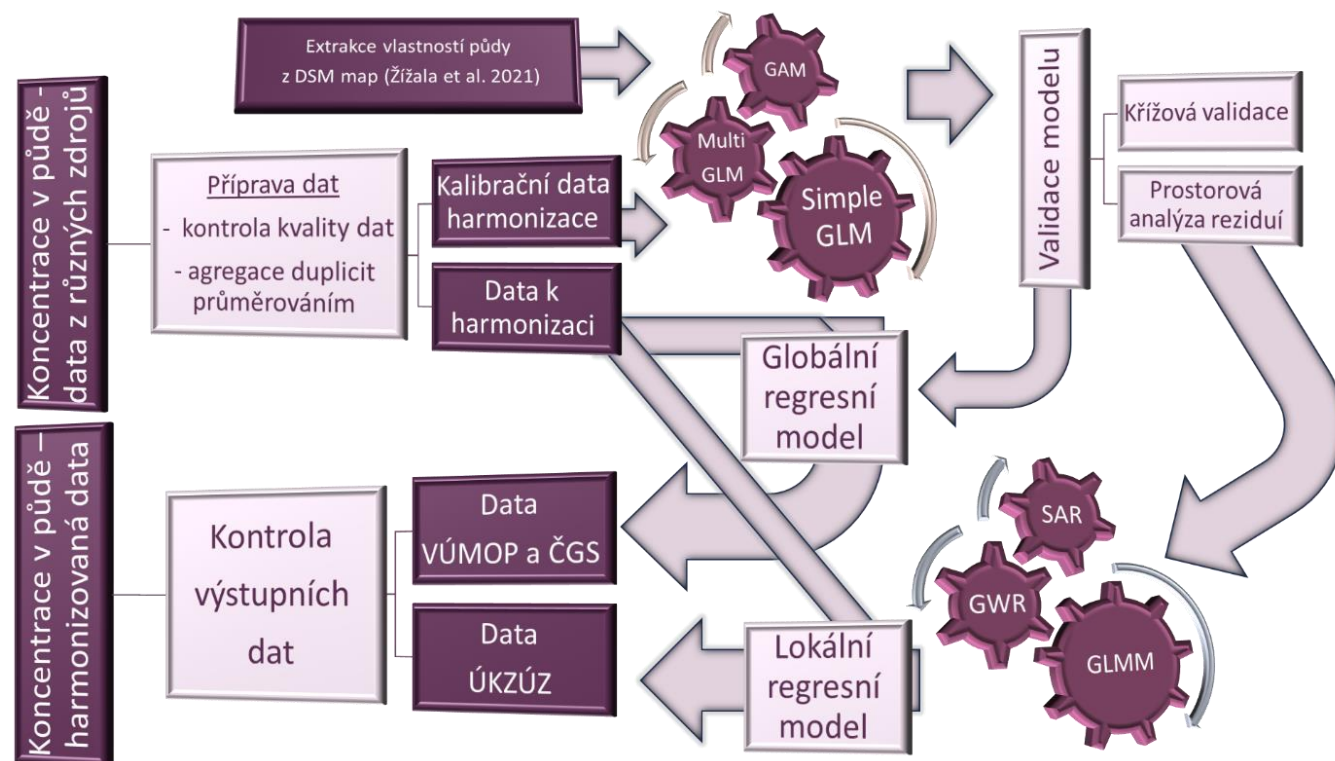 Koncentrace v půdě -
data z různých zdrojů
Extrakce vlastností půdy
z DSM map (Žížala et al. 2021)
Příprava dat
- kontrola kvality dat
- agregace duplicit
průměrováním
Kalibrační data
harmonizace
Data k
harmonizaci
GAM
Multi
GLM
Simple
GLM
Validace modelu
Křížová validace
Prostorová
analýza reziduí
Globální
regresní
model
Koncentrace v půdě –
harmonizovaná data
Kontrola
výstupních
dat
Data
VÚMOP a ČGS
Data
ÚKZÚZ
Lokální
regresní
model
SAR
GWR
GLMM